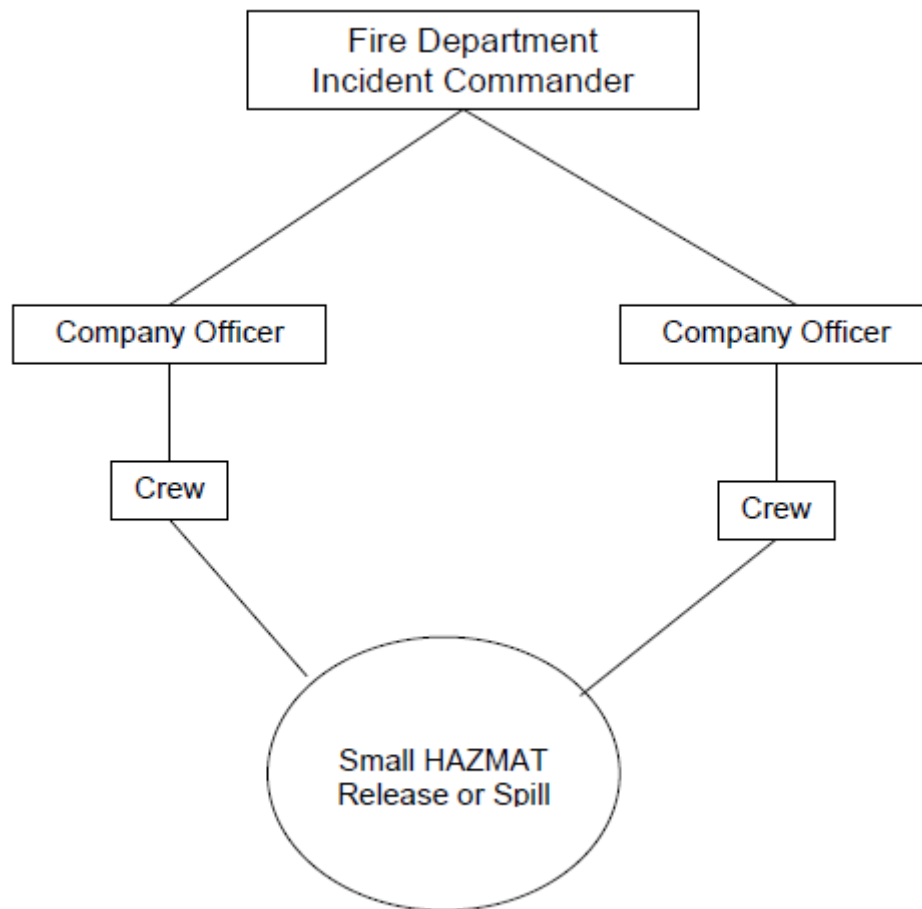 Fire Department
Incident Commander
Company Officer
Company Officer
Crew
Crew
Small HAZMAT
Release or Spill